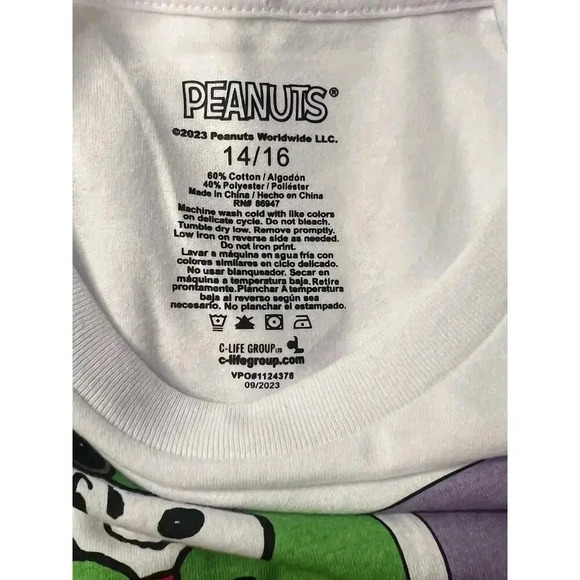 PEANUTS®
©2023 Peanuts Worldwide LLC.
14/16
60% Cotton / Algodón
40% Polyester / Poliéster
Made in China / Hecho en China
RN# 86947
Machine wash cold with like colors
on delicate cycle. Do not bleach.
Tumble dry low. Remove promptly.
Low iron on reverse side as needed.
Do not iron print.
Lavar a máquina en agua fría con
colores similares en ciclo delicado.
No usar blanqueador. Secar en
máquina a temperatura baja. Retire
prontamente. Planchar A temperatura
baja al reverso según sea
necesario. No planchar el estampado.
C-LIFE GROUP LTD
c-lifegroup.com
VPO#1124378
09/2023